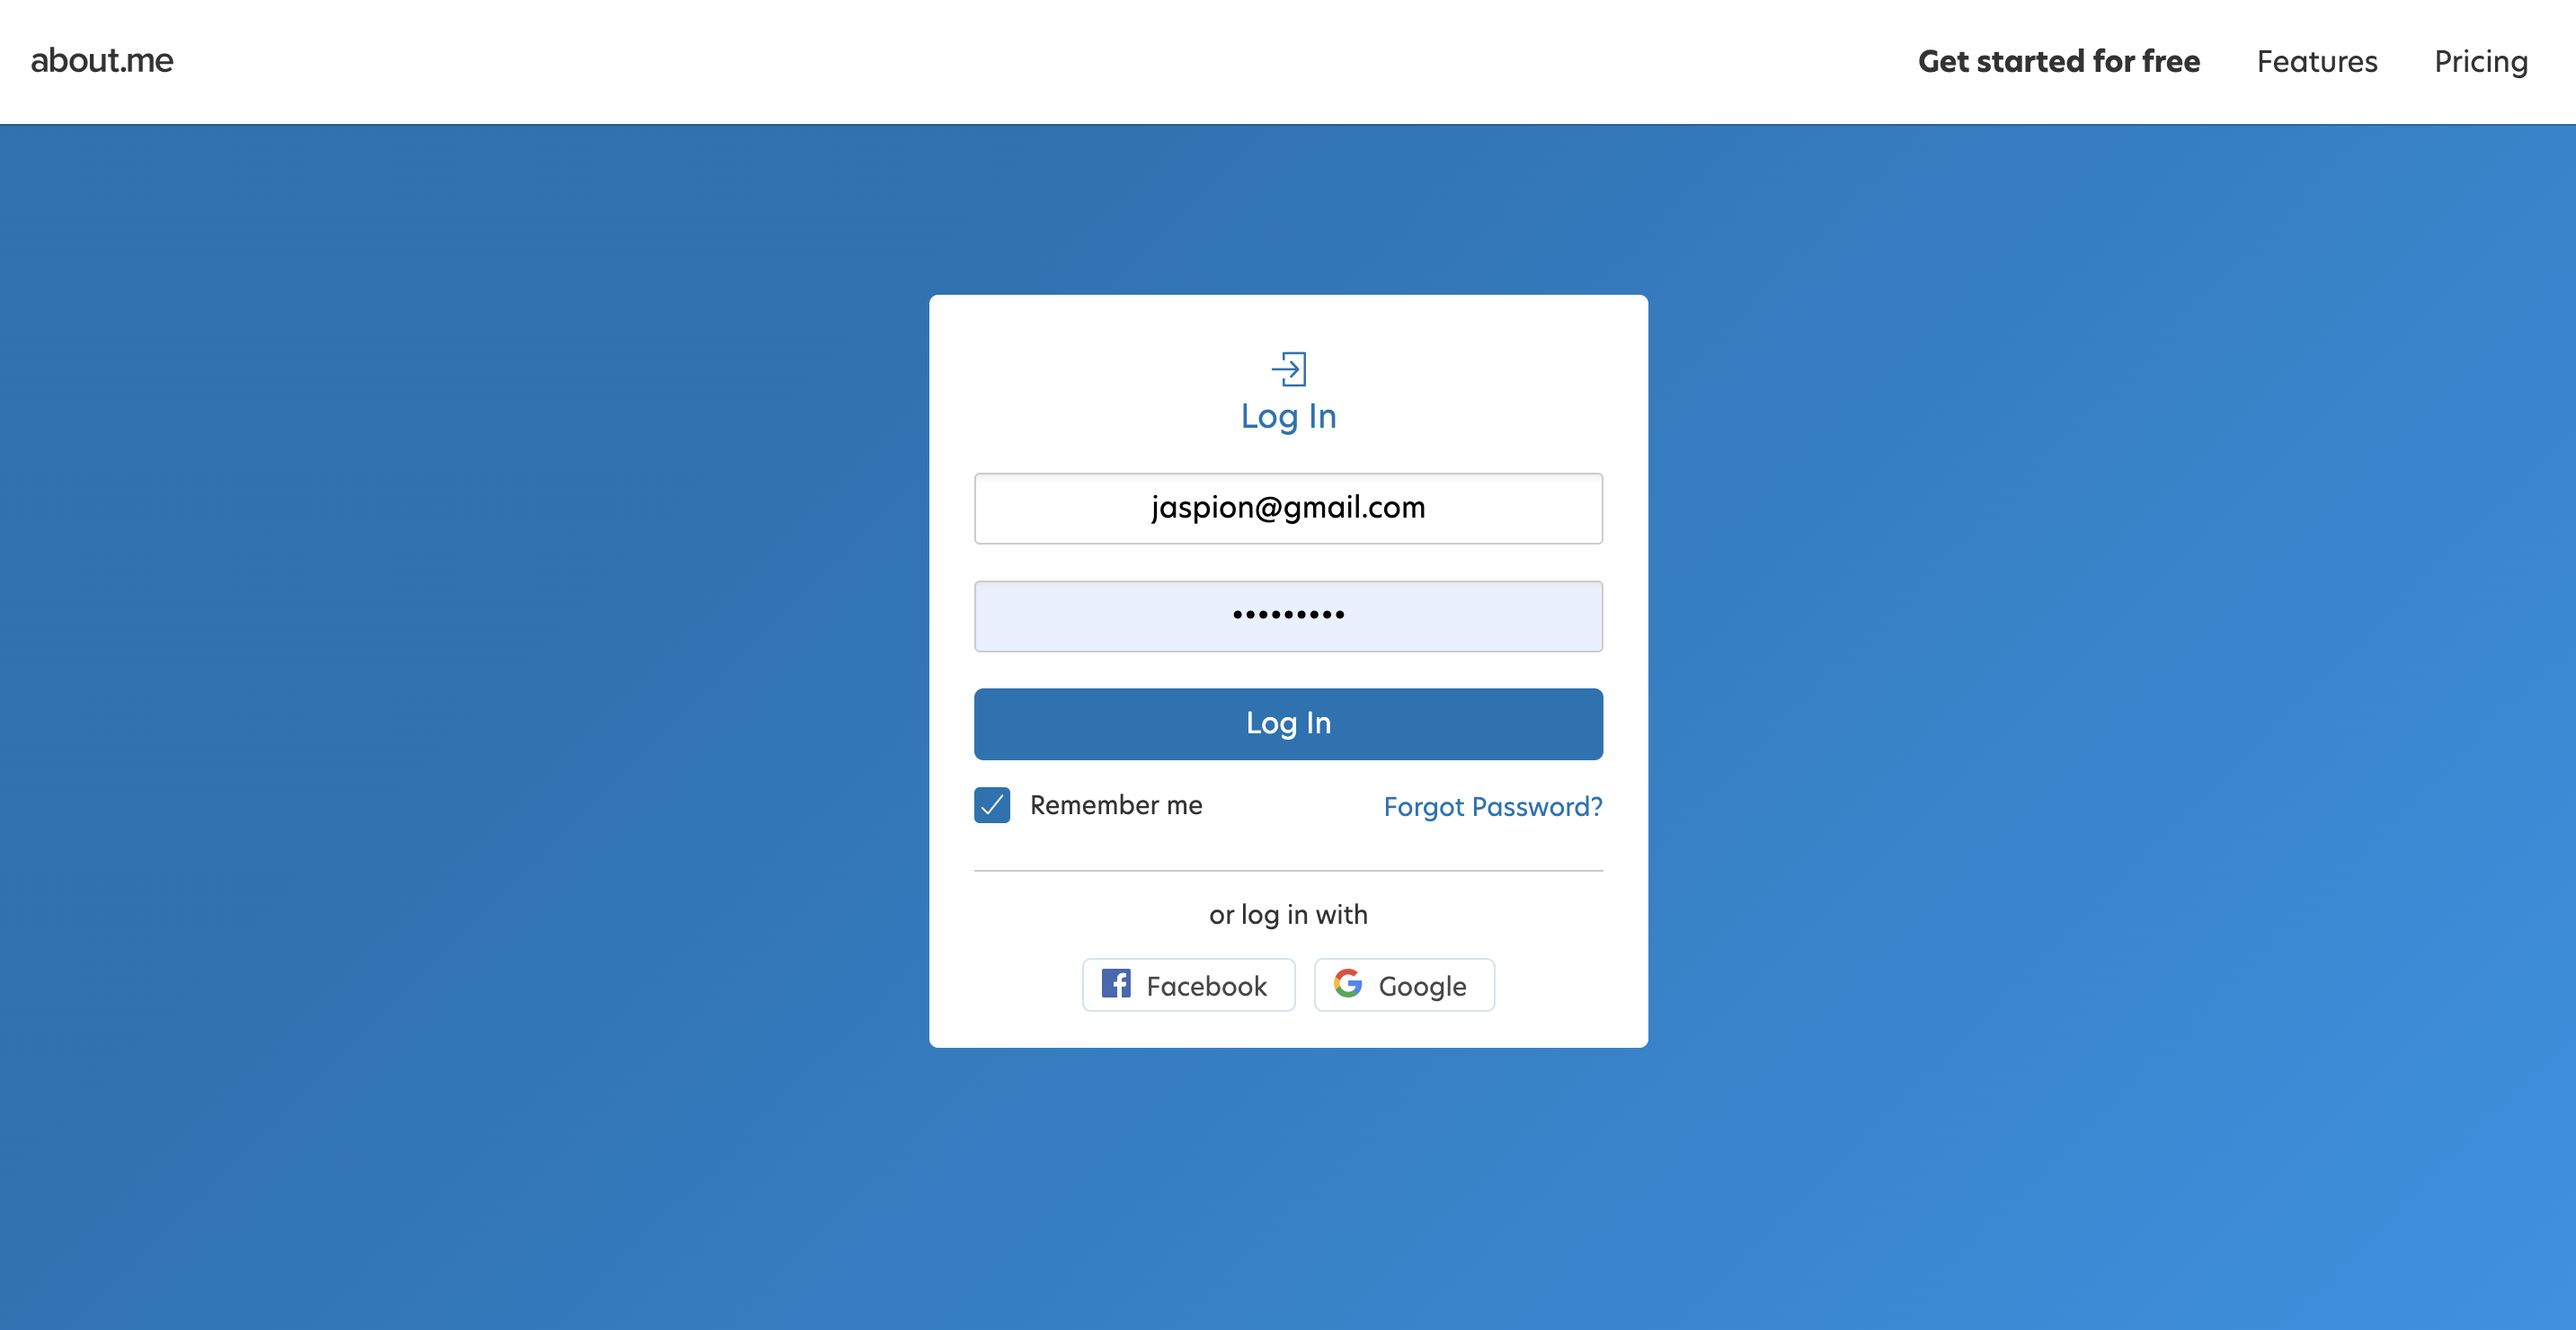 about.me
Get started for free Features Pricing
Log In
jaspion@gmail.com
•••••••••
Log In
Remember me Forgot Password?
or log in with
Facebook Google